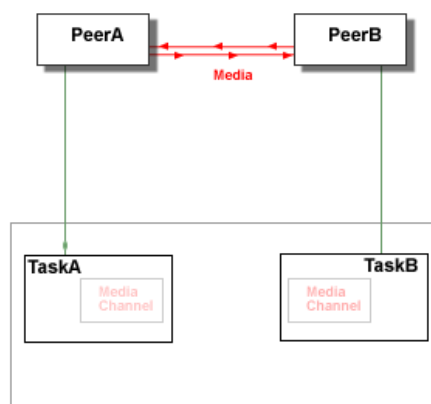 PeerA
PeerB
Media
TaskA
TaskB
Media
Channel
Media
Channel